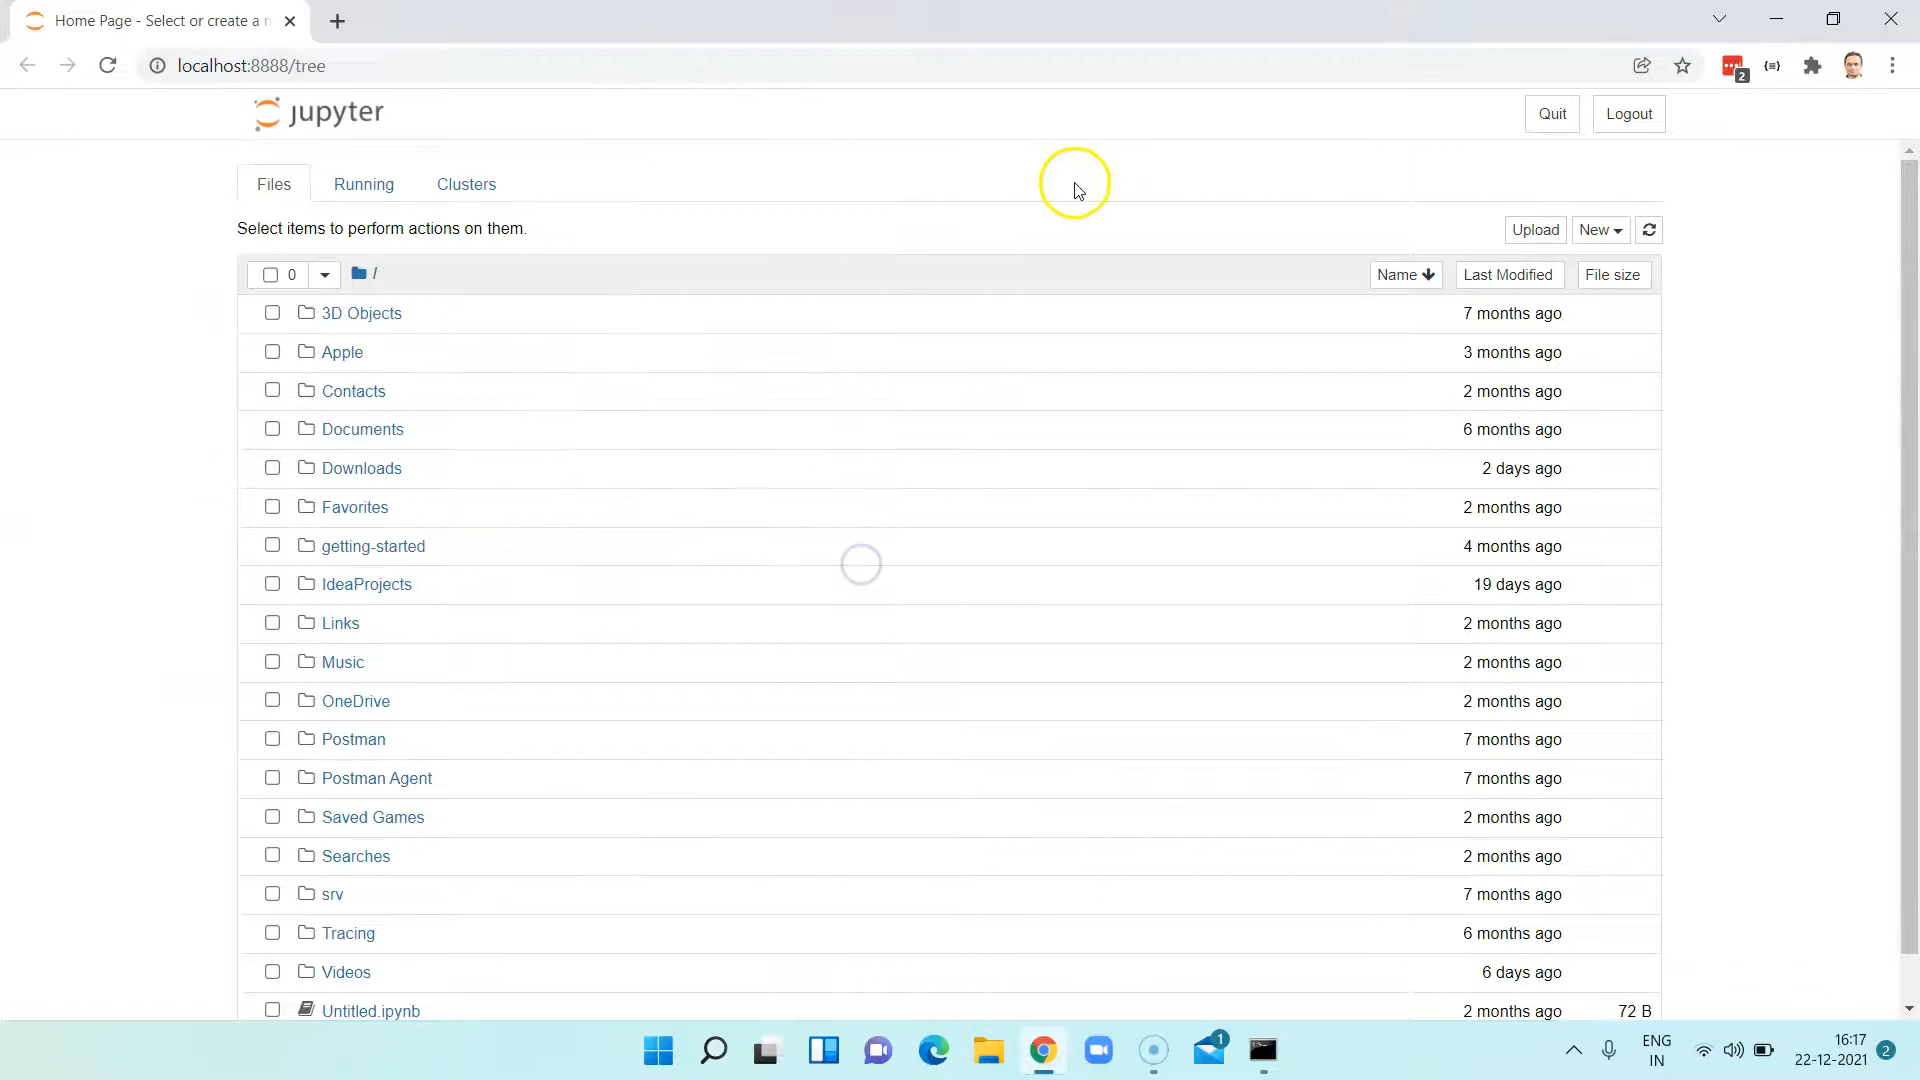 Home Page - Select or create a n
localhost:8888/tree
2
jupyter
Quit
Logout
Files
Running
Clusters
Select items to perform actions on them.
Upload
New
0
/
Name
Last Modified
File size
3D Objects
7 months ago
Apple
3 months ago
Contacts
2 months ago
Documents
6 months ago
Downloads
2 days ago
Favorites
2 months ago
getting-started
4 months ago
IdeaProjects
19 days ago
Links
2 months ago
Music
2 months ago
OneDrive
2 months ago
Postman
7 months ago
Postman Agent
7 months ago
Saved Games
2 months ago
Searches
2 months ago
srv
7 months ago
Tracing
6 months ago
Videos
6 days ago
Untitled.ipynb
2 months ago
72 B
1
ENG
IN
16:17
22-12-2021
2